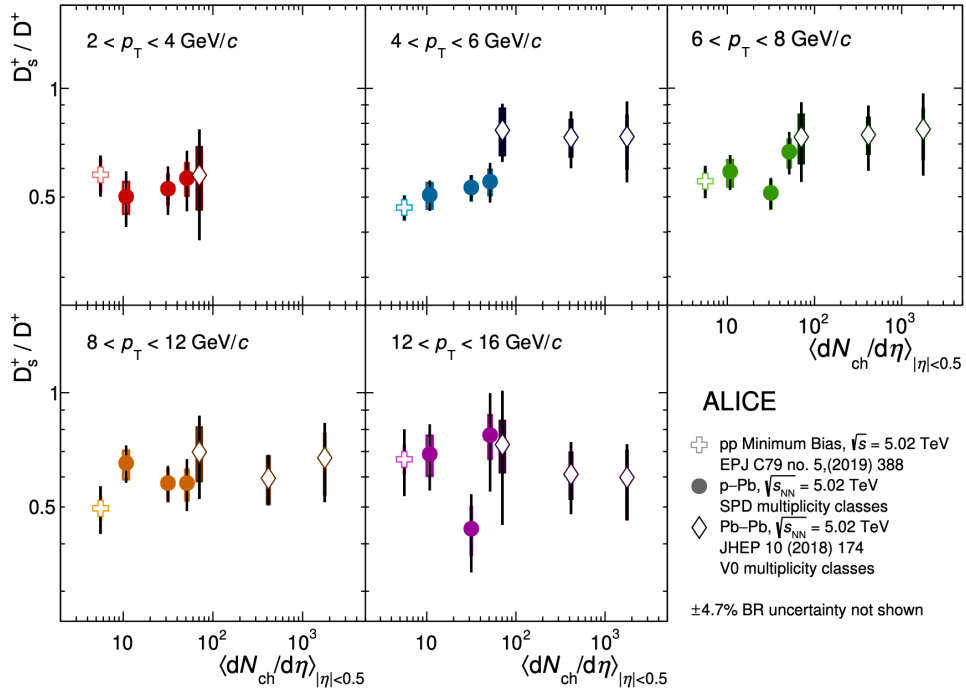 D_s^+ / D^+
2 < p_T < 4 GeV/c
4 < p_T < 6 GeV/c
6 < p_T < 8 GeV/c
1
0.5
10 10^2 10^3
⟨dN_ch/dη⟩_|η|<0.5
D_s^+ / D^+
8 < p_T < 12 GeV/c
12 < p_T < 16 GeV/c
1
0.5
10 10^2 10^3
10 10^2 10^3
⟨dN_ch/dη⟩_|η|<0.5
⟨dN_ch/dη⟩_|η|<0.5
ALICE
pp Minimum Bias, √s = 5.02 TeV
EPJ C79 no. 5,(2019) 388
p–Pb, √s_NN = 5.02 TeV
SPD multiplicity classes
Pb–Pb, √s_NN = 5.02 TeV
JHEP 10 (2018) 174
V0 multiplicity classes
±4.7% BR uncertainty not shown